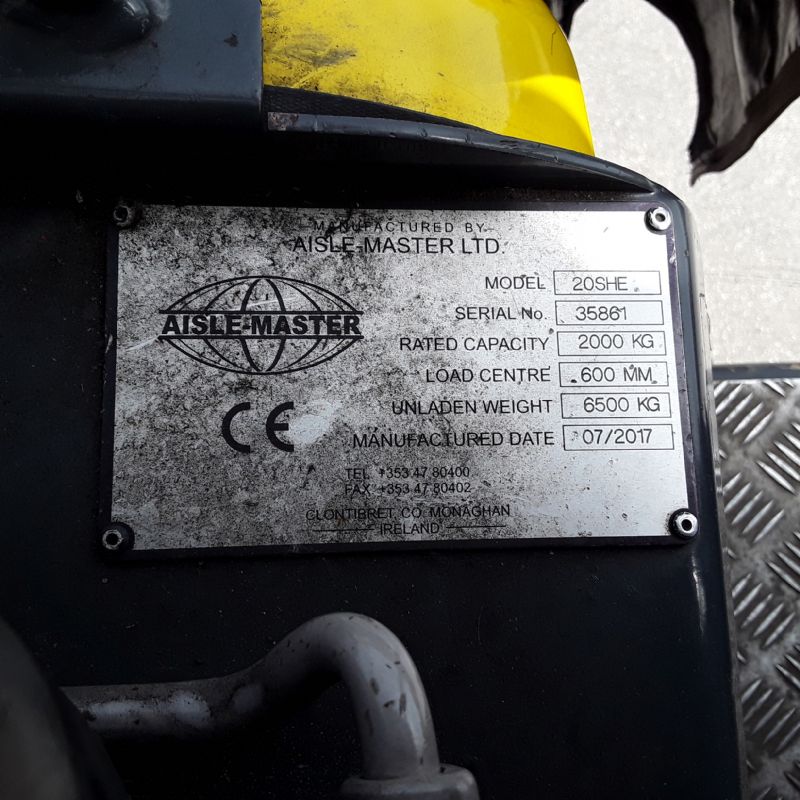 MANUFACTURED BY
AISLE-MASTER LTD.
AISLE-MASTER
CE
MODEL 20SHE
SERIAL No. 35861
RATED CAPACITY 2000 KG
LOAD CENTRE 600 MM
UNLADEN WEIGHT 6500 KG
MANUFACTURED DATE 07/2017
TEL +353 47 80400
FAX +353 47 80402
CLONTIBRET, CO. MONAGHAN
IRELAND